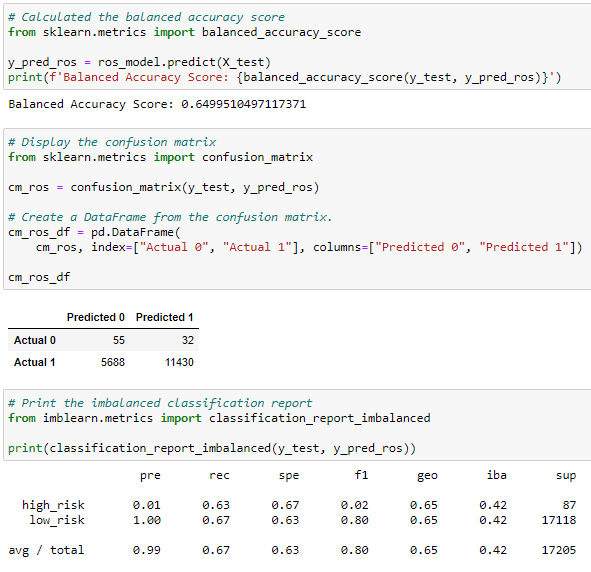 # Calculated the balanced accuracy score
from sklearn.metrics import balanced_accuracy_score
y_pred_ros = ros_model.predict(X_test)
print(f'Balanced Accuracy Score: {balanced_accuracy_score(y_test, y_pred_ros)}')
Balanced Accuracy Score: 0.6499510497117371
# Display the confusion matrix
from sklearn.metrics import confusion_matrix
cm_ros = confusion_matrix(y_test, y_pred_ros)
# Create a DataFrame from the confusion matrix.
cm_ros_df = pd.DataFrame(
    cm_ros, index=["Actual 0", "Actual 1"], columns=["Predicted 0", "Predicted 1"])
cm_ros_df
Predicted 0 Predicted 1
Actual 0 55 32
Actual 1 5688 11430
# Print the imbalanced classification report
from imblearn.metrics import classification_report_imbalanced
print(classification_report_imbalanced(y_test, y_pred_ros))
pre rec spe f1 geo iba sup
high_risk 0.01 0.63 0.67 0.02 0.65 0.42 87
low_risk 1.00 0.67 0.63 0.80 0.65 0.42 17118
avg / total 0.99 0.67 0.63 0.80 0.65 0.42 17205